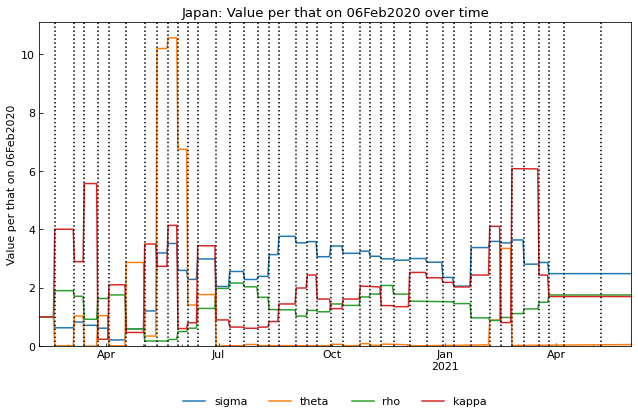 Japan: Value per that on 06Feb2020 over time
Value per that on 06Feb2020
10
8
6
4
2
0
Apr Jul Oct Jan Apr
2021
sigma theta rho kappa